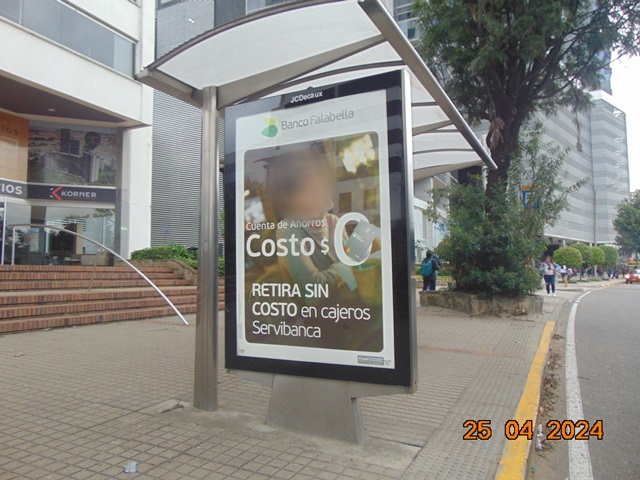 JCDecaux
Banco Falabella
Cuenta de Ahorros
Costo $0
RETIRA SIN
COSTO en cajeros
Servibanca
KORNER
25 04 2024